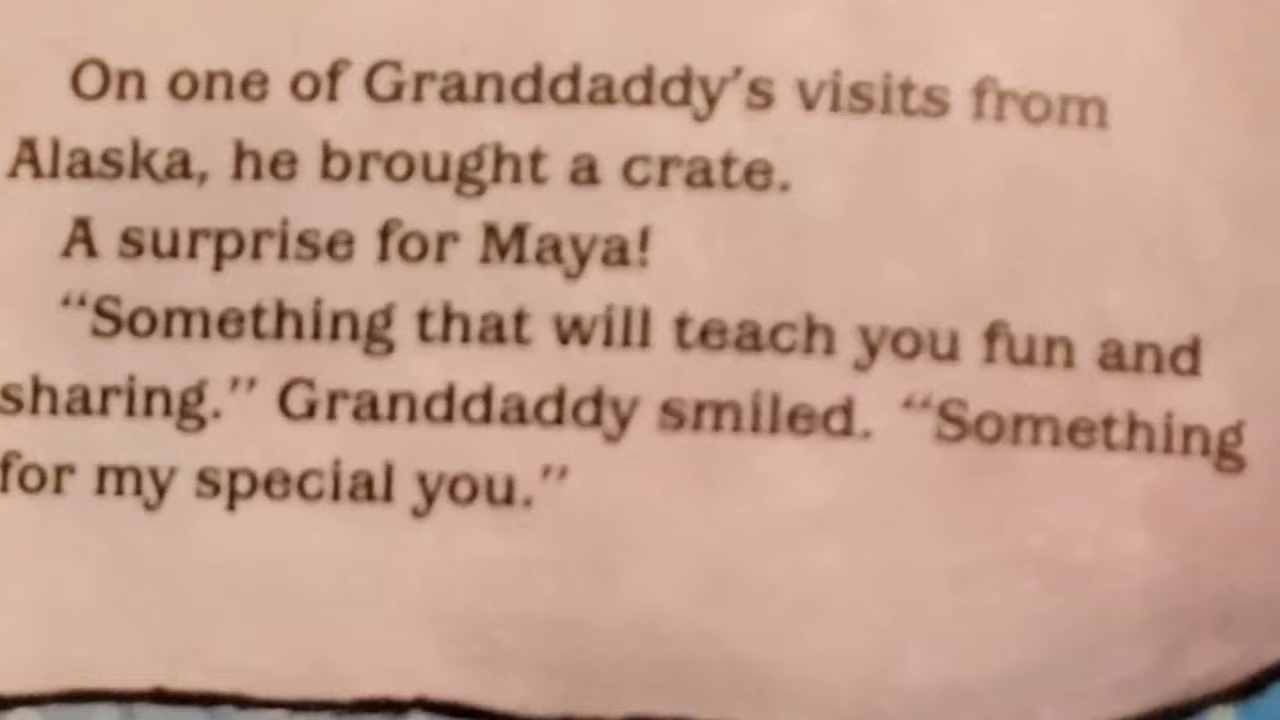 On one of Granddaddy's visits from
Alaska, he brought a crate.
A surprise for Maya!
“Something that will teach you fun and
sharing.” Granddaddy smiled. “Something
for my special you.”